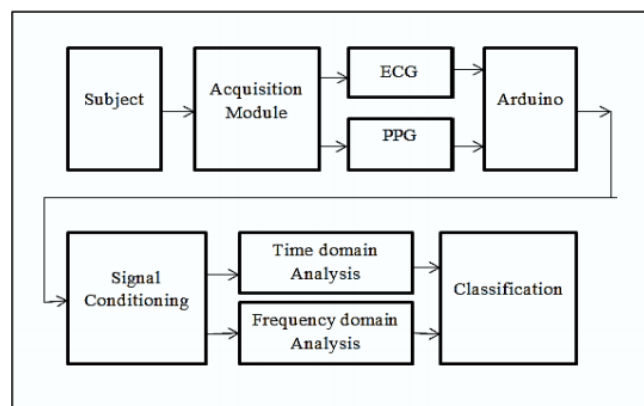 Subject
Acquisition
Module
ECG
PPG
Arduino
Signal
Conditioning
Time domain
Analysis
Frequency domain
Analysis
Classification